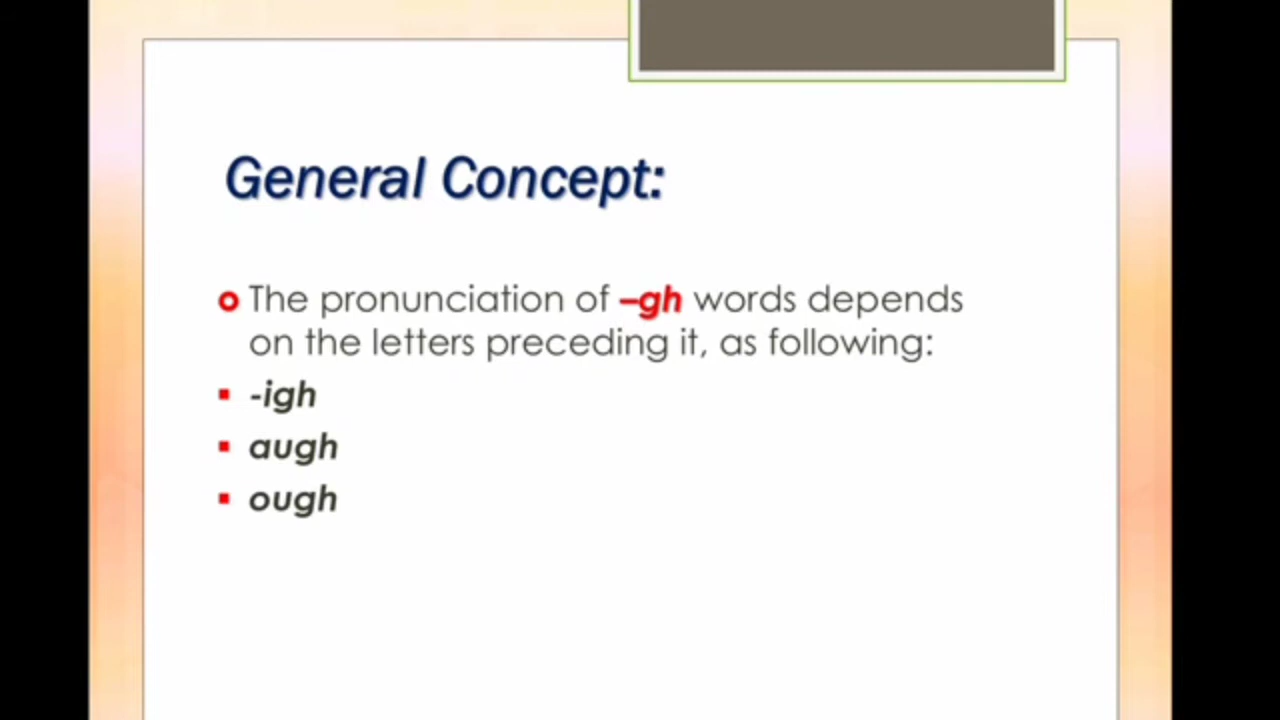 General Concept:
The pronunciation of –gh words depends
on the letters preceding it, as following:
-igh
augh
ough